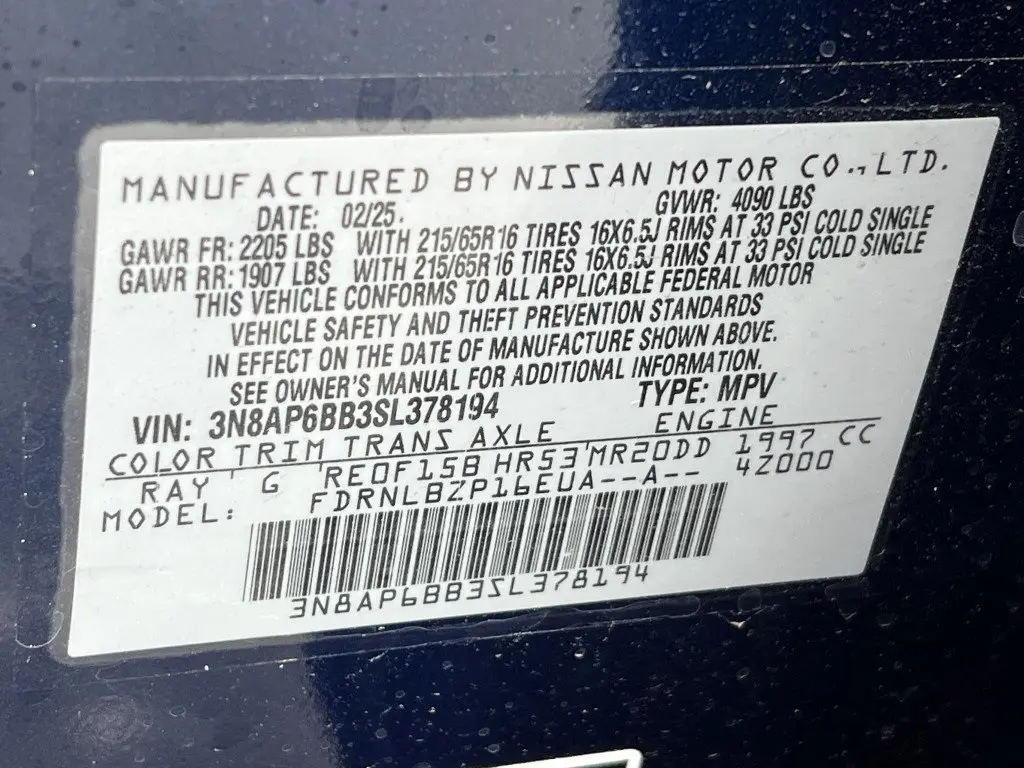 MANUFACTURED BY NISSAN MOTOR CO., LTD.
DATE: 02/25. GVWR: 4090 LBS
GAWR FR: 2205 LBS WITH 215/65R16 TIRES 16X6.5J RIMS AT 33 PSI COLD SINGLE
GAWR RR: 1907 LBS WITH 215/65R16 TIRES 16X6.5J RIMS AT 33 PSI COLD SINGLE
THIS VEHICLE CONFORMS TO ALL APPLICABLE FEDERAL MOTOR
VEHICLE SAFETY AND THEFT PREVENTION STANDARDS
IN EFFECT ON THE DATE OF MANUFACTURE SHOWN ABOVE.
SEE OWNER'S MANUAL FOR ADDITIONAL INFORMATION.
VIN: 3N8AP6BB3SL378194 TYPE: MPV
COLOR TRIM TRANS AXLE ENGINE
RAY G RE0F15B HR53 MR20DD 1997 CC
MODEL: FDRNLBZP16EUA--A-- 4Z000
3N8AP6BB3SL378194